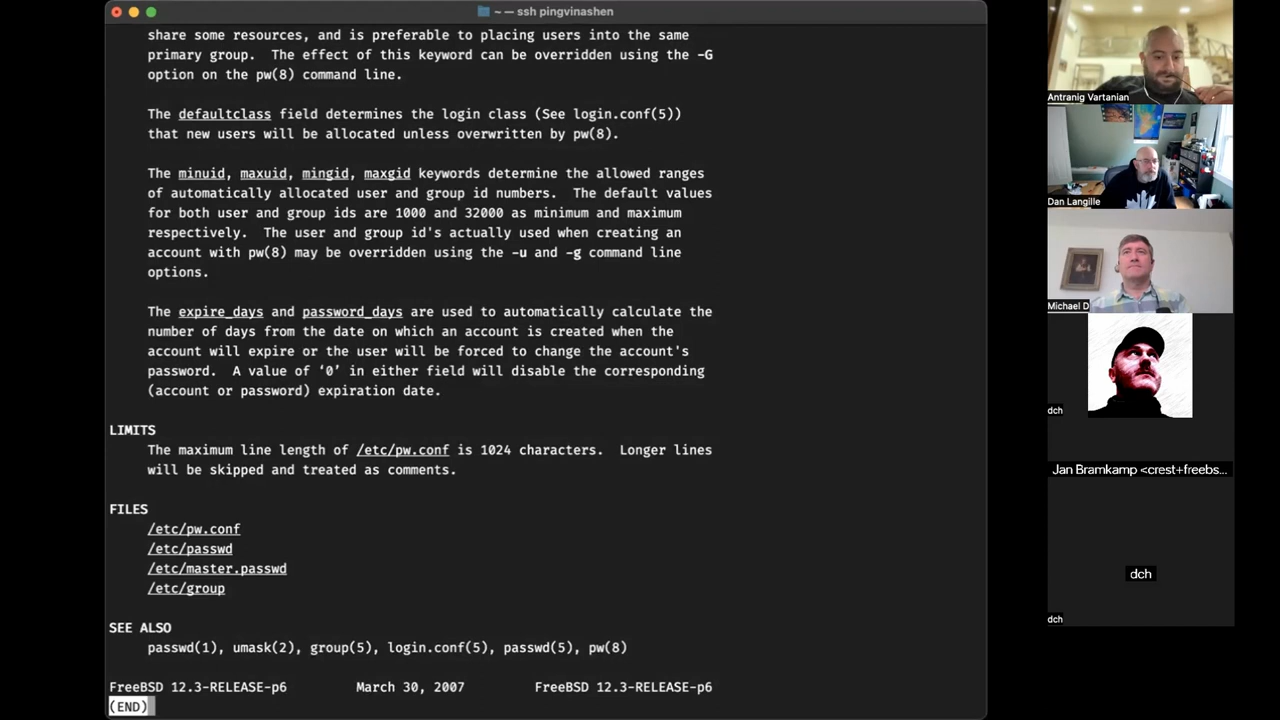 ~ — ssh pingvinashen
share some resources, and is preferable to placing users into the same
primary group.  The effect of this keyword can be overridden using the -G
option on the pw(8) command line.
The defaultclass field determines the login class (See login.conf(5))
that new users will be allocated unless overwritten by pw(8).
The minuid, maxuid, mingid, maxgid keywords determine the allowed ranges
of automatically allocated user and group id numbers.  The default values
for both user and group ids are 1000 and 32000 as minimum and maximum
respectively.  The user and group id's actually used when creating an
account with pw(8) may be overridden using the -u and -g command line
options.
The expire_days and password_days are used to automatically calculate the
number of days from the date on which an account is created when the
account will expire or the user will be forced to change the account's
password.  A value of ‘0’ in either field will disable the corresponding
(account or password) expiration date.
LIMITS
The maximum line length of /etc/pw.conf is 1024 characters.  Longer lines
will be skipped and treated as comments.
FILES
/etc/pw.conf
/etc/passwd
/etc/master.passwd
/etc/group
SEE ALSO
passwd(1), umask(2), group(5), login.conf(5), passwd(5), pw(8)
FreeBSD 12.3-RELEASE-p6 March 30, 2007 FreeBSD 12.3-RELEASE-p6
(END)
Antranig Vartanian
Dan Langille
Michael D
dch
Jan Bramkamp <crest+freebs...
dch
dch